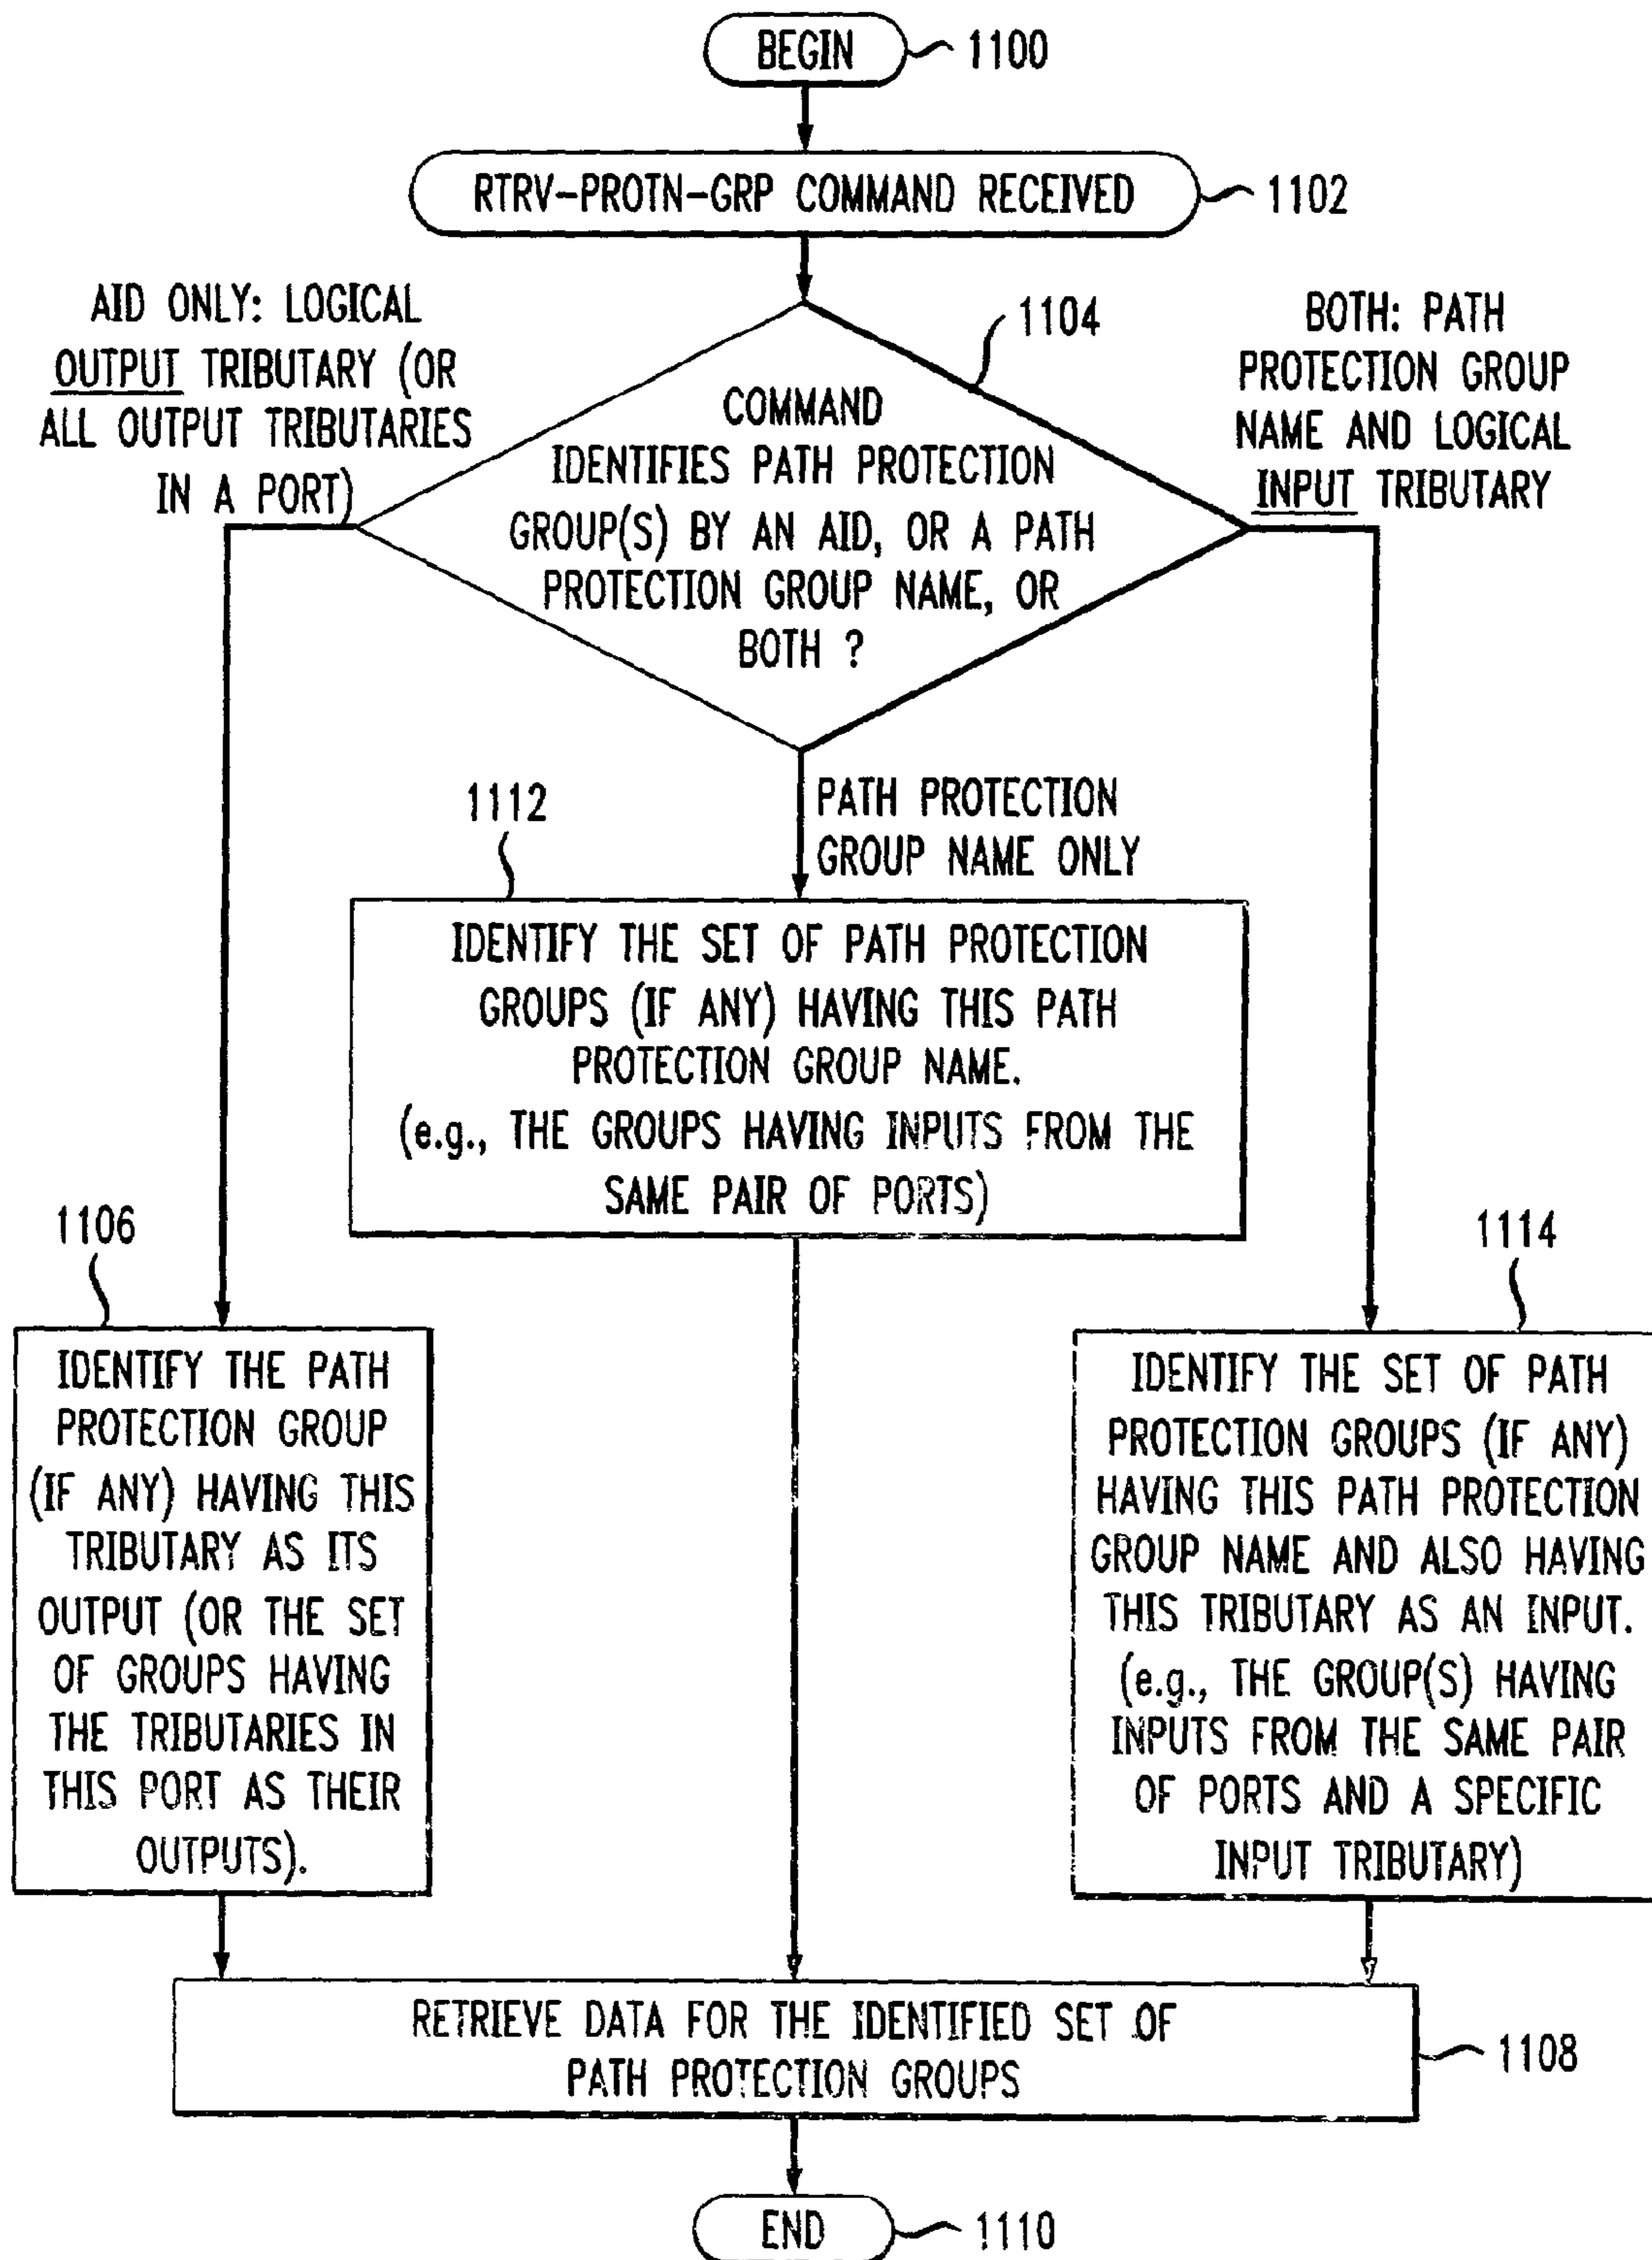 BEGIN
1100
RTRV-PROTN-GRP COMMAND RECEIVED
1102
AID ONLY: LOGICAL
OUTPUT TRIBUTARY (OR
ALL OUTPUT TRIBUTARIES
IN A PORT)
1104
BOTH: PATH
PROTECTION GROUP
NAME AND LOGICAL
INPUT TRIBUTARY
COMMAND
IDENTIFIES PATH PROTECTION
GROUP(S) BY AN AID, OR A PATH
PROTECTION GROUP NAME, OR
BOTH ?
PATH PROTECTION
GROUP NAME ONLY
1112
IDENTIFY THE SET OF PATH PROTECTION
GROUPS (IF ANY) HAVING THIS PATH
PROTECTION GROUP NAME.
(e.g., THE GROUPS HAVING INPUTS FROM THE
SAME PAIR OF PORTS)
1106
IDENTIFY THE PATH
PROTECTION GROUP
(IF ANY) HAVING THIS
TRIBUTARY AS ITS
OUTPUT (OR THE SET
OF GROUPS HAVING
THE TRIBUTARIES IN
THIS PORT AS THEIR
OUTPUTS).
1114
IDENTIFY THE SET OF PATH
PROTECTION GROUPS (IF ANY)
HAVING THIS PATH PROTECTION
GROUP NAME AND ALSO HAVING
THIS TRIBUTARY AS AN INPUT.
(e.g., THE GROUP(S) HAVING
INPUTS FROM THE SAME PAIR
OF PORTS AND A SPECIFIC
INPUT TRIBUTARY)
RETRIEVE DATA FOR THE IDENTIFIED SET OF
PATH PROTECTION GROUPS
1108
END
1110